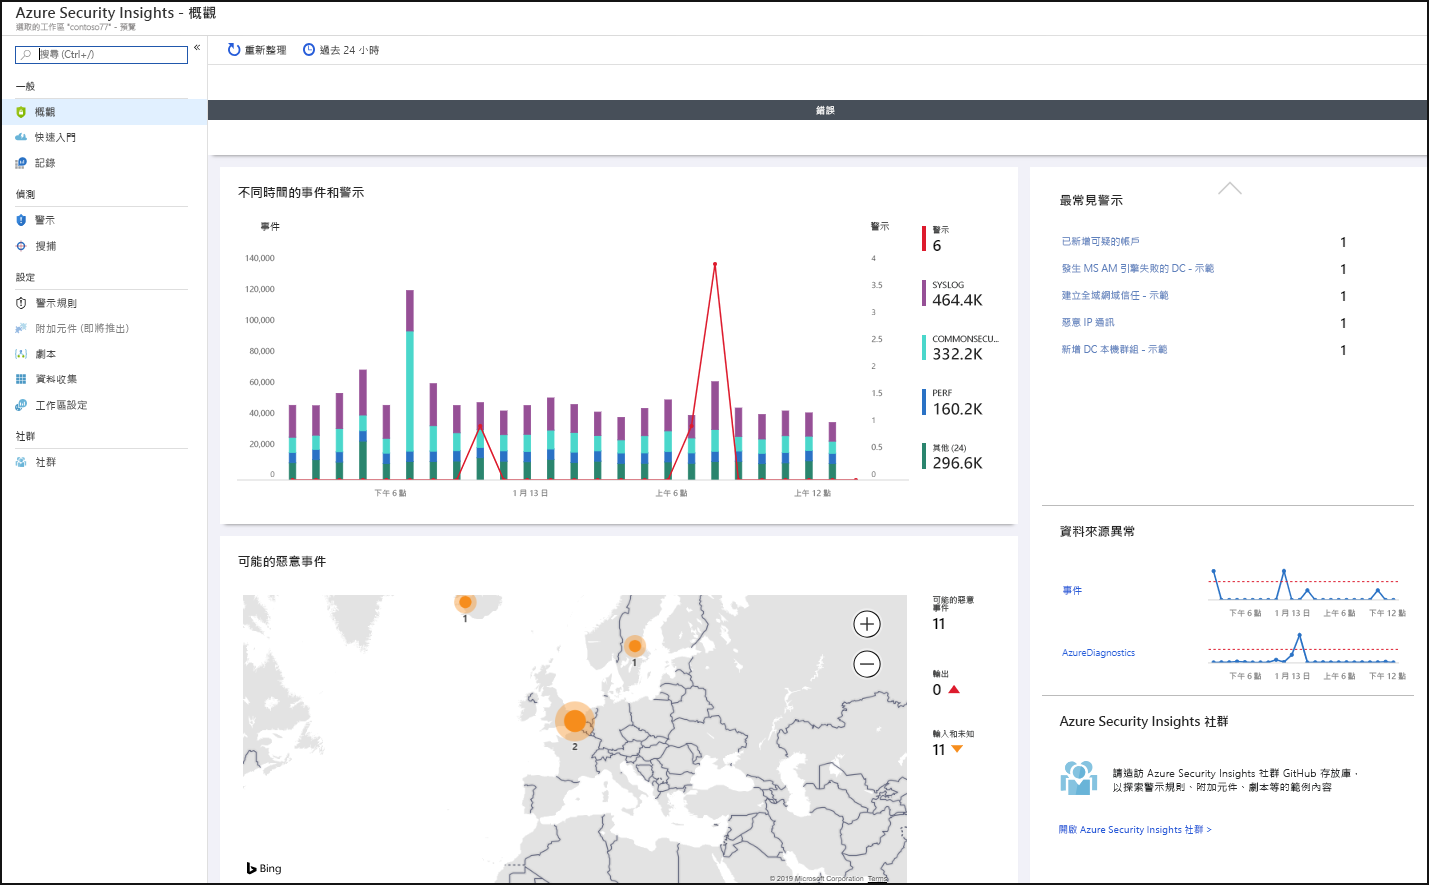 Azure Security Insights - 概觀
選取的工作區 "contoso77" - 預覽
搜尋 (Ctrl+/)
«
一般
概觀
快速入門
記錄
偵測
警示
搜捕
設定
警示規則
附加元件 (即將推出)
劇本
資料收集
工作區設定
社群
社群
重新整理
過去 24 小時
錯誤
不同時間的事件和警示
事件
警示
140,000
120,000
100,000
80,000
60,000
40,000
20,000
0
4
3.5
3
2.5
2
1.5
1
0.5
0
下午 6 點
1 月 13 日
上午 6 點
上午 12 點
警示
6
SYSLOG
464.4K
COMMONSECU...
332.2K
PERF
160.2K
其他 (24)
296.6K
可能的惡意事件
1
1
2
Bing
© 2019 Microsoft Corporation Terms
可能的惡意
事件
11
輸出
0
輸入和未知
11
最常見警示
已新增可疑的帳戶 1
發生 MS AM 引擎失敗的 DC - 示範 1
建立全域網域信任 - 示範 1
惡意 IP 通訊 1
新增 DC 本機群組 - 示範 1
資料來源異常
事件
下午 6 點 1 月 13 日 上午 6 點 下午 12 點
AzureDiagnostics
下午 6 點 1 月 13 日 上午 6 點 下午 12 點
Azure Security Insights 社群
請造訪 Azure Security Insights 社群 GitHub 存放庫，
以探索警示規則、附加元件、劇本等的範例內容
開啟 Azure Security Insights 社群 >